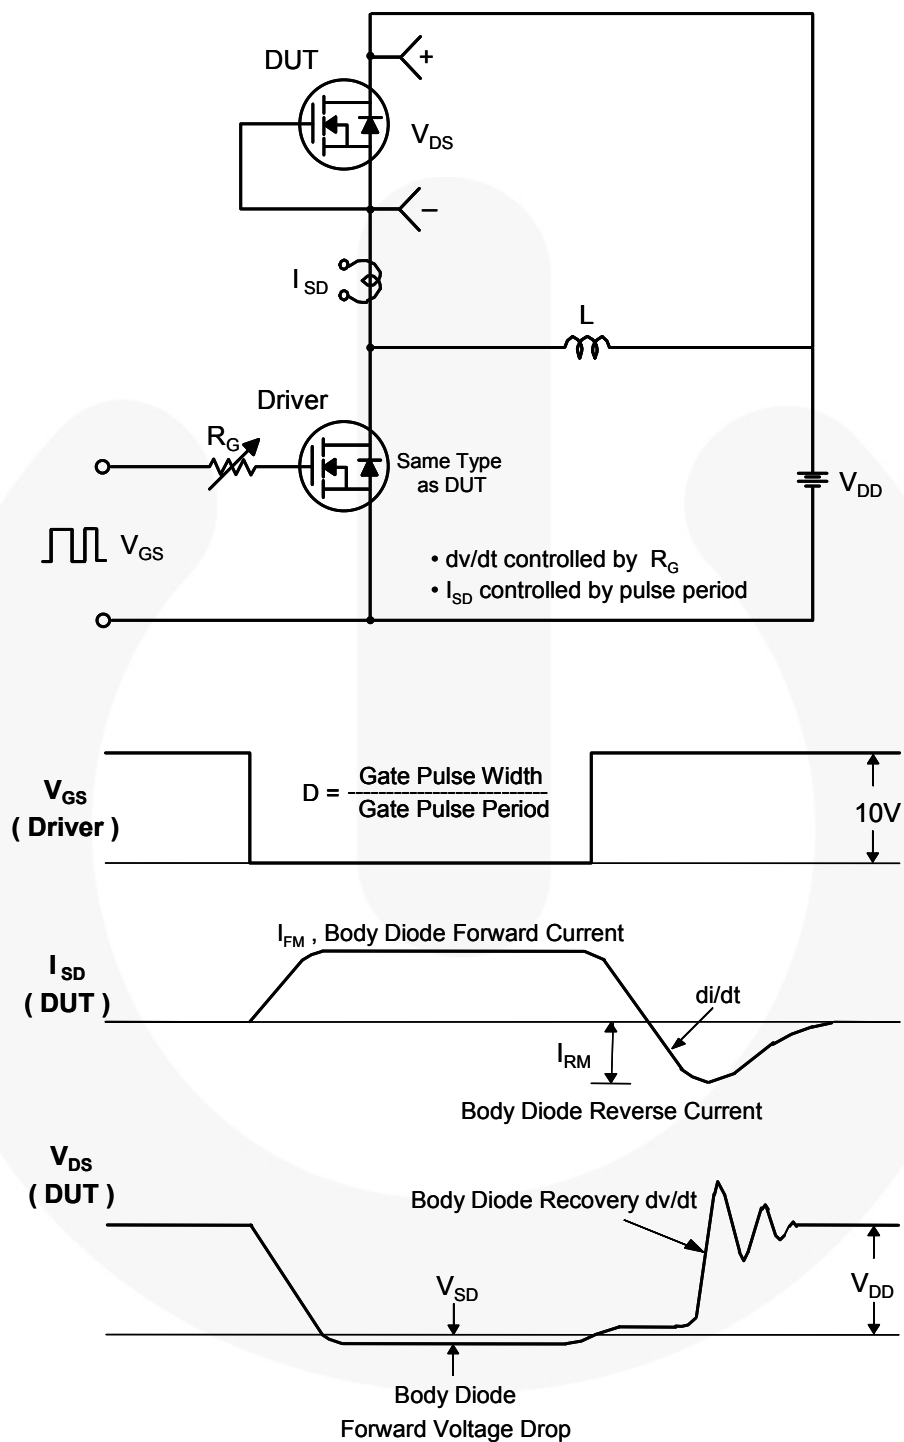 DUT
+
V_DS
–
I_SD
L
Driver
R_G
Same Type
as DUT
V_DD
V_GS
• dv/dt controlled by R_G
• I_SD controlled by pulse period
V_GS
( Driver )
D = Gate Pulse Width
Gate Pulse Period
10V
I_FM , Body Diode Forward Current
I_SD
( DUT )
di/dt
I_RM
Body Diode Reverse Current
V_DS
( DUT )
Body Diode Recovery dv/dt
V_SD
V_DD
Body Diode
Forward Voltage Drop